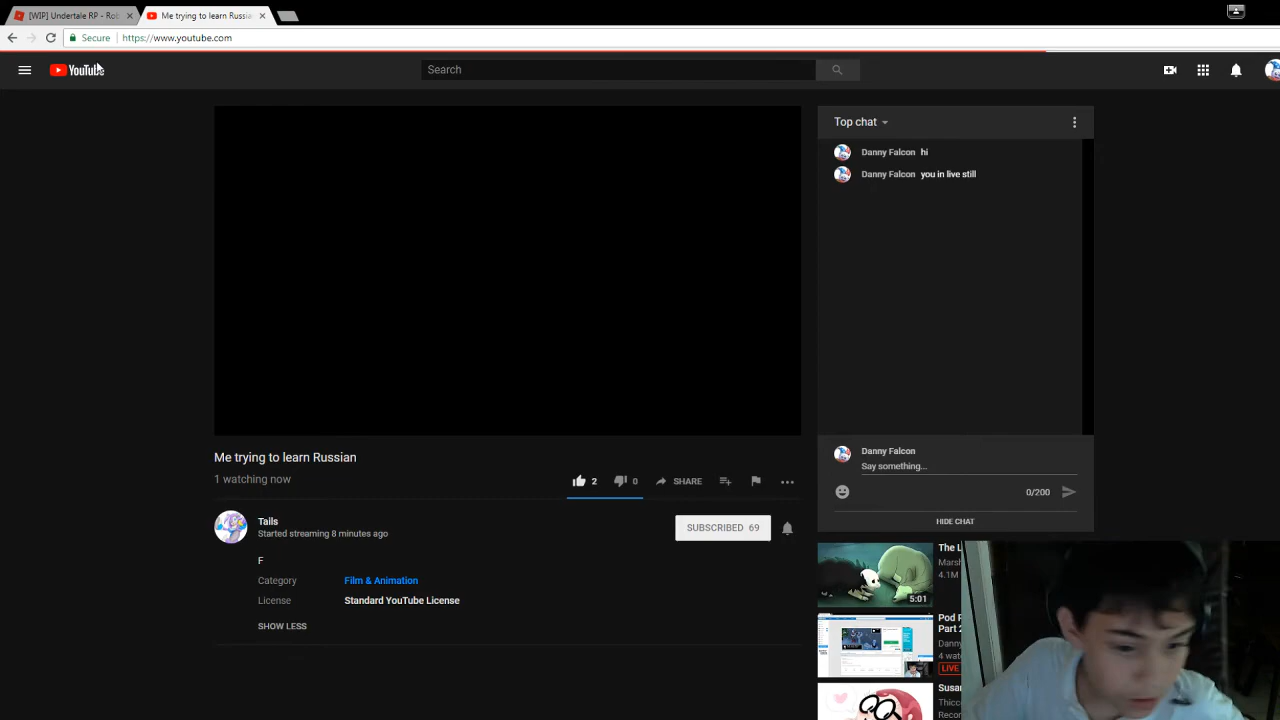 [WIP] Undertale RP - Rob
Me trying to learn Russian
Secure
https://www.youtube.com
YouTube
Search
Top chat
Danny Falcon hi
Danny Falcon you in live still
Danny Falcon
Say something...
0/200
HIDE CHAT
Me trying to learn Russian
1 watching now
2
0
SHARE
Tails
Started streaming 8 minutes ago
SUBSCRIBED 69
F
Category Film & Animation
License Standard YouTube License
SHOW LESS
The L
Marsh
4.1M
5:01
Pod F
Part 2
Danny
4 wat
LIVE
Susan
Thicc
Recom